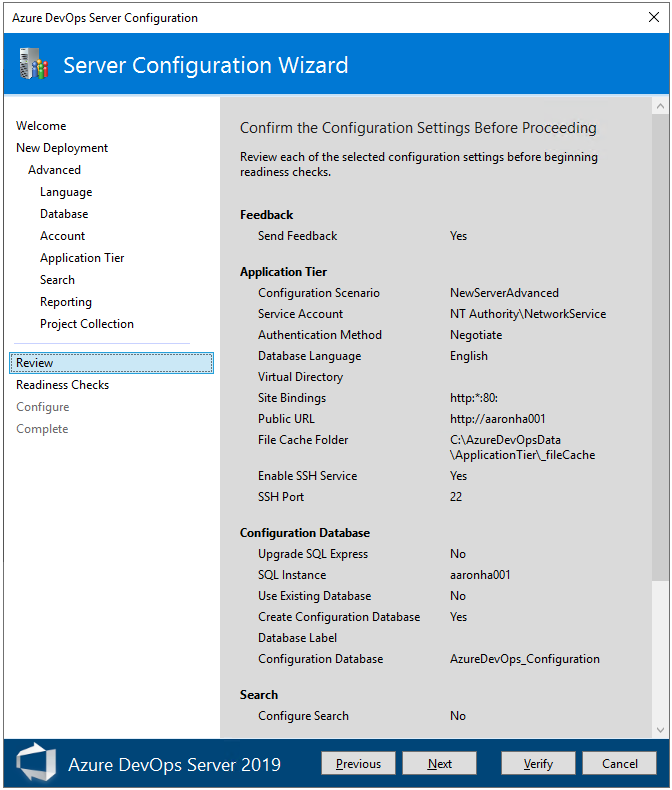 Azure DevOps Server Configuration
Server Configuration Wizard
Welcome
New Deployment
Advanced
Language
Database
Account
Application Tier
Search
Reporting
Project Collection
Review
Readiness Checks
Configure
Complete
Confirm the Configuration Settings Before Proceeding
Review each of the selected configuration settings before beginning
readiness checks.
Feedback
Send Feedback Yes
Application Tier
Configuration Scenario NewServerAdvanced
Service Account NT Authority\NetworkService
Authentication Method Negotiate
Database Language English
Virtual Directory
Site Bindings http:*:80:
Public URL http://aaronha001
File Cache Folder C:\AzureDevOpsData
\ApplicationTier\_fileCache
Enable SSH Service Yes
SSH Port 22
Configuration Database
Upgrade SQL Express No
SQL Instance aaronha001
Use Existing Database No
Create Configuration Database Yes
Database Label
Configuration Database AzureDevOps_Configuration
Search
Configure Search No
Azure DevOps Server 2019 Previous Next Verify Cancel